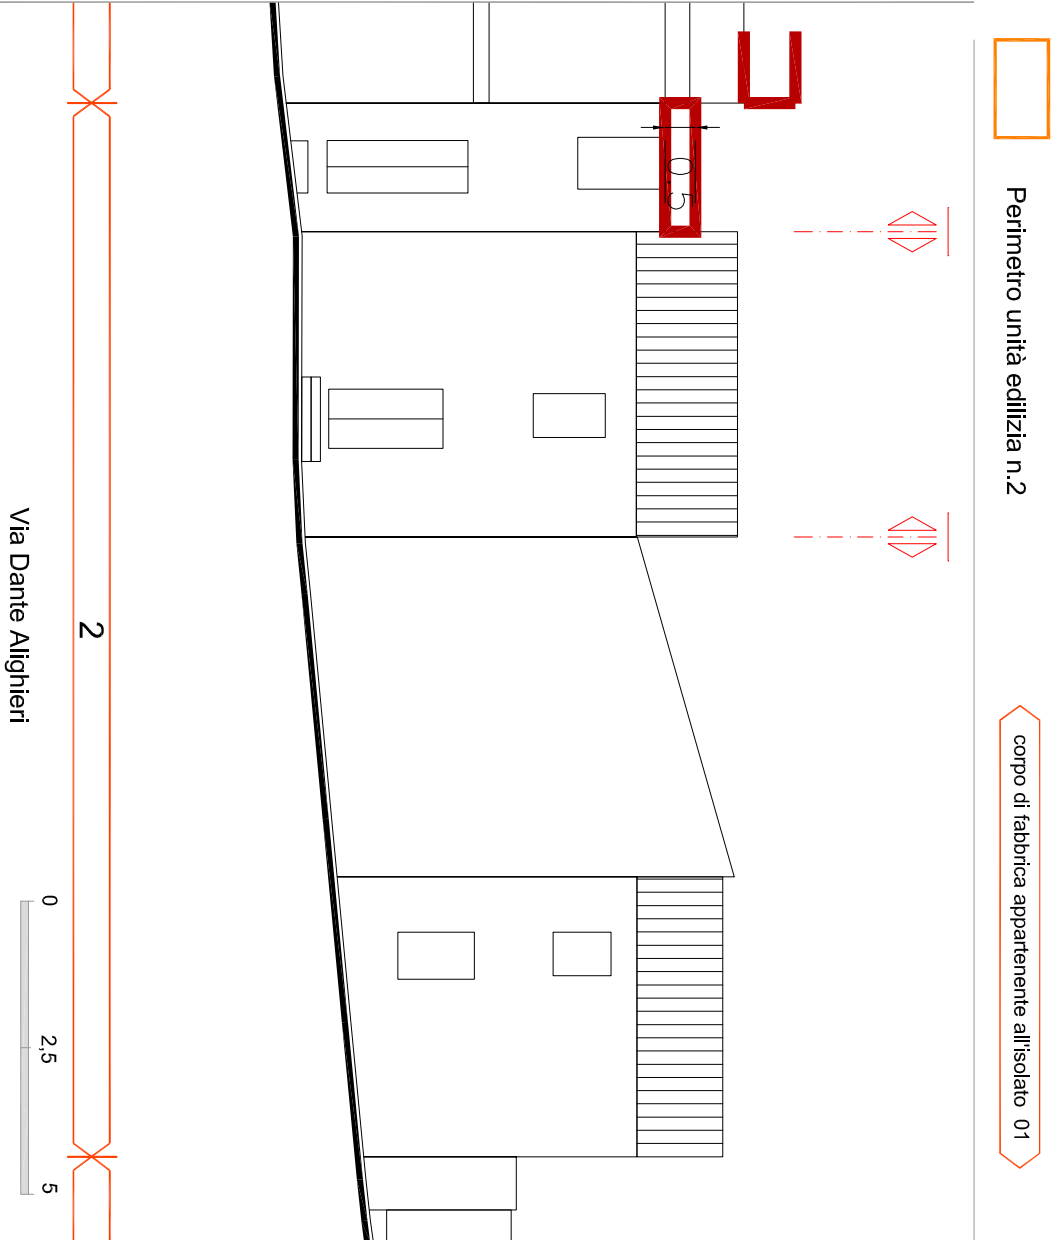 Perimetro unità edilizia n.2
corpo di fabbrica appartenente all'isolato 01
0.5
2
Via Dante Alighieri
0 2,5 5